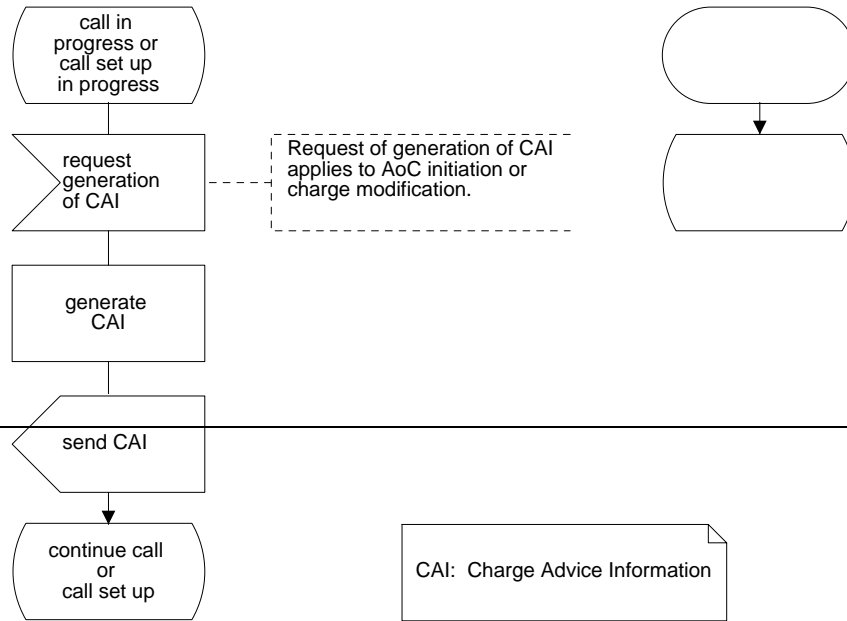 call in
progress or
call set up
in progress
request
generation
of CAI
Request of generation of CAI
applies to AoC initiation or
charge modification.
generate
CAI
send CAI
continue call
or
call set up
CAI: Charge Advice Information